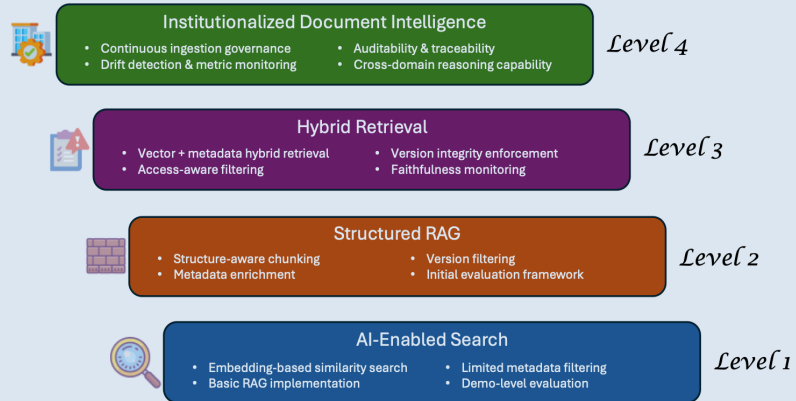 Institutionalized Document Intelligence
• Continuous ingestion governance
• Drift detection & metric monitoring
• Auditability & traceability
• Cross-domain reasoning capability
Level 4
Hybrid Retrieval
• Vector + metadata hybrid retrieval
• Access-aware filtering
• Version integrity enforcement
• Faithfulness monitoring
Level 3
Structured RAG
• Structure-aware chunking
• Metadata enrichment
• Version filtering
• Initial evaluation framework
Level 2
AI-Enabled Search
• Embedding-based similarity search
• Basic RAG implementation
• Limited metadata filtering
• Demo-level evaluation
Level 1